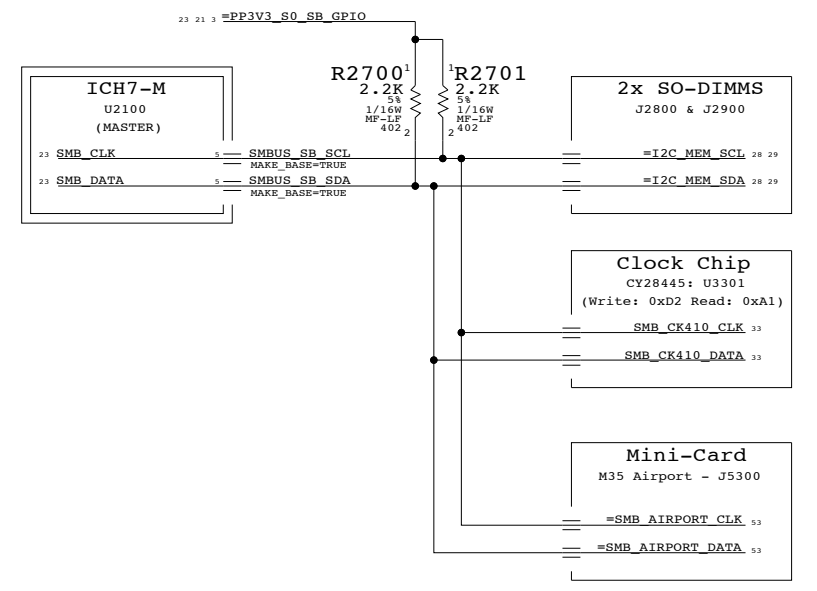 23 21 3 =PP3V3_S0_SB_GPIO
ICH7-M
U2100
(MASTER)
23 SMB_CLK 5
23 SMB_DATA 5
SMBUS_SB_SCL
MAKE_BASE=TRUE
SMBUS_SB_SDA
MAKE_BASE=TRUE
R2700 1
2.2K
5%
1/16W
MF-LF
402
2
1 R2701
2.2K
5%
1/16W
MF-LF
402
2
2x SO-DIMMS
J2800 & J2900
=I2C_MEM_SCL 28 29
=I2C_MEM_SDA 28 29
Clock Chip
CY28445: U3301
(Write: 0xD2 Read: 0xA1)
SMB_CK410_CLK 33
SMB_CK410_DATA 33
Mini-Card
M35 Airport - J5300
=SMB_AIRPORT_CLK 53
=SMB_AIRPORT_DATA 53